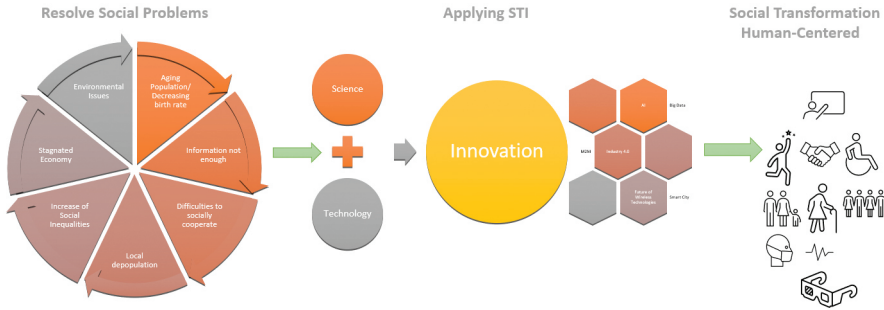 Resolve Social Problems
Applying STI
Social Transformation
Human-Centered
Environmental
Issues
Aging
Population/
Decreasing
birth rate
Information not
enough
Difficulties to
socially
cooperate
Local
depopulation
Increase of
Social
Inequalities
Stagnated
Economy
Science
Technology
Innovation
AI
Big Data
M2M
Industry 4.0
Future of
Wireless
Technologies
Smart City